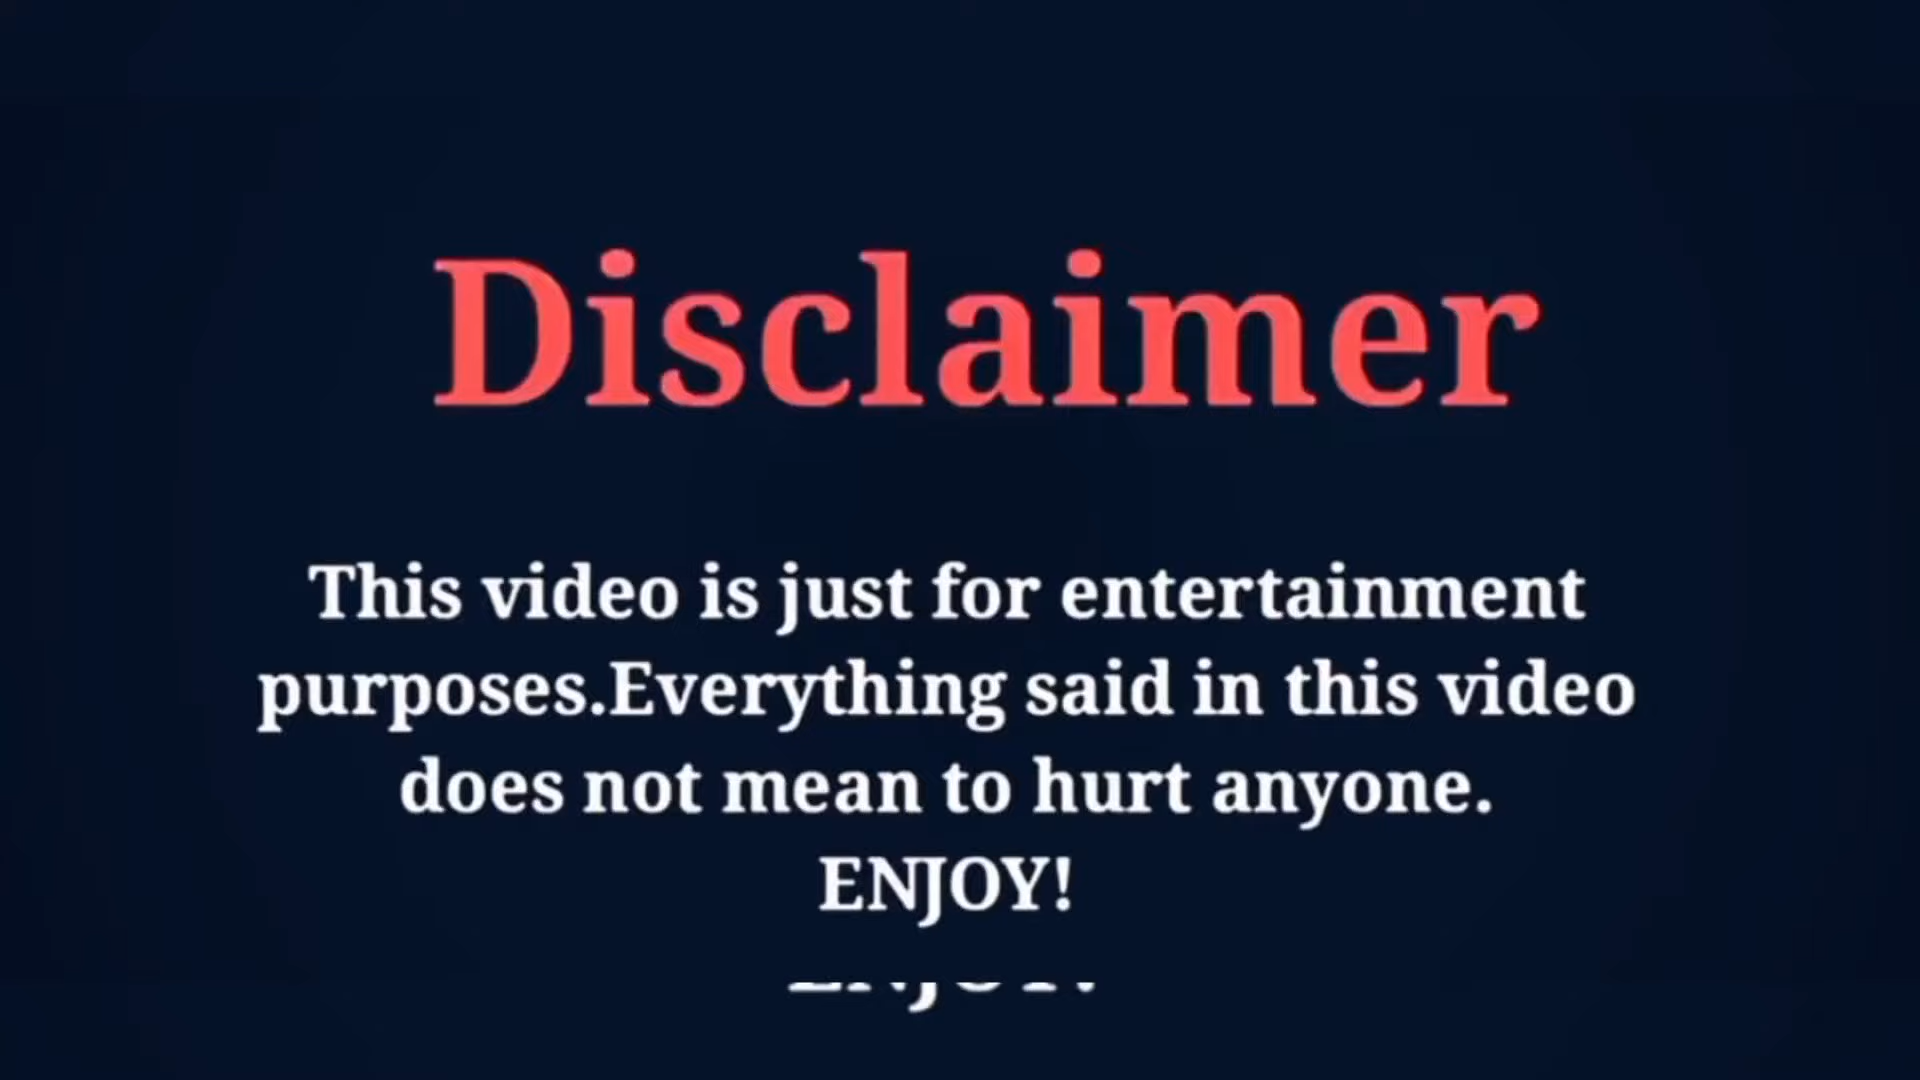 Disclaimer
This video is just for entertainment
purposes.Everything said in this video
does not mean to hurt anyone.
ENJOY!